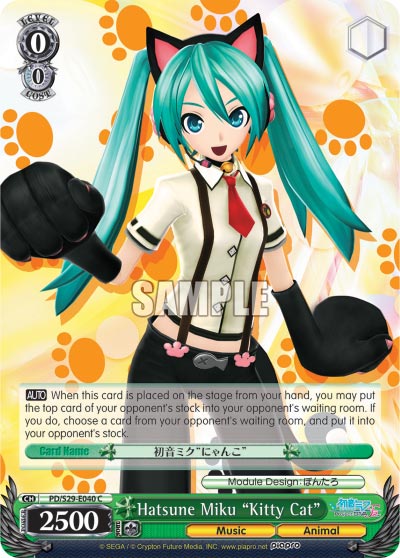 LEVEL
0
0
COST
SAMPLE
AUTO When this card is placed on the stage from your hand, you may put
the top card of your opponent's stock into your opponent's waiting room. If
you do, choose a card from your opponent's waiting room, and put it into
your opponent's stock.
Card Name 初音ミク"にゃんこ"
Module Design: ぽんたろ
CH PD/S29-E040 C
POWER 2500
Hatsune Miku "Kitty Cat"
Music Animal
© SEGA / © Crypton Future Media, INC. www.piapro.net piapro